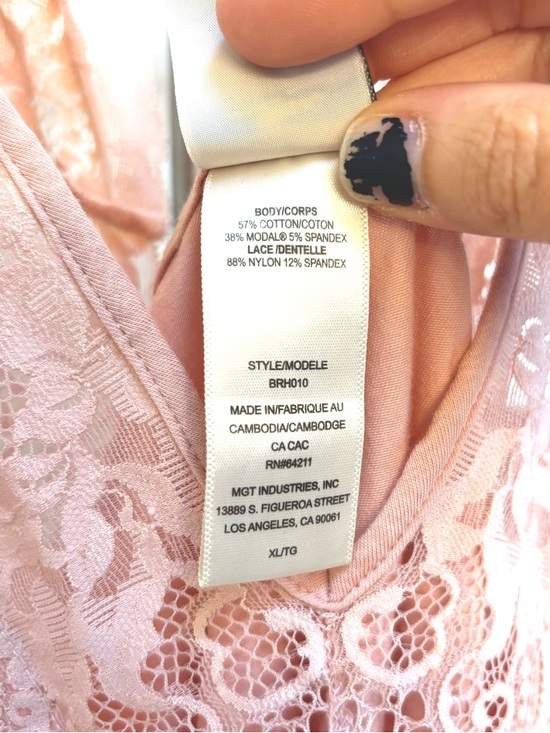 BODY/CORPS
57% COTTON/COTON
38% MODAL® 5% SPANDEX
LACE /DENTELLE
88% NYLON 12% SPANDEX
STYLE/MODELE
BRH010
MADE IN/FABRIQUE AU
CAMBODIA/CAMBODGE
CA CAC
RN#64211
MGT INDUSTRIES, INC
13889 S. FIGUEROA STREET
LOS ANGELES, CA 90061
XL/TG